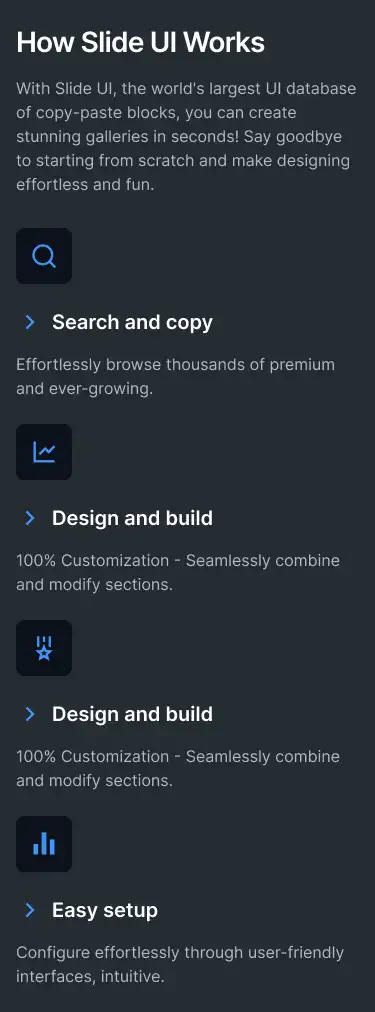 How Slide UI Works
With Slide UI, the world's largest UI database
of copy-paste blocks, you can create
stunning galleries in seconds! Say goodbye
to starting from scratch and make designing
effortless and fun.
Search and copy
Effortlessly browse thousands of premium
and ever-growing.
Design and build
100% Customization - Seamlessly combine
and modify sections.
Design and build
100% Customization - Seamlessly combine
and modify sections.
Easy setup
Configure effortlessly through user-friendly
interfaces, intuitive.